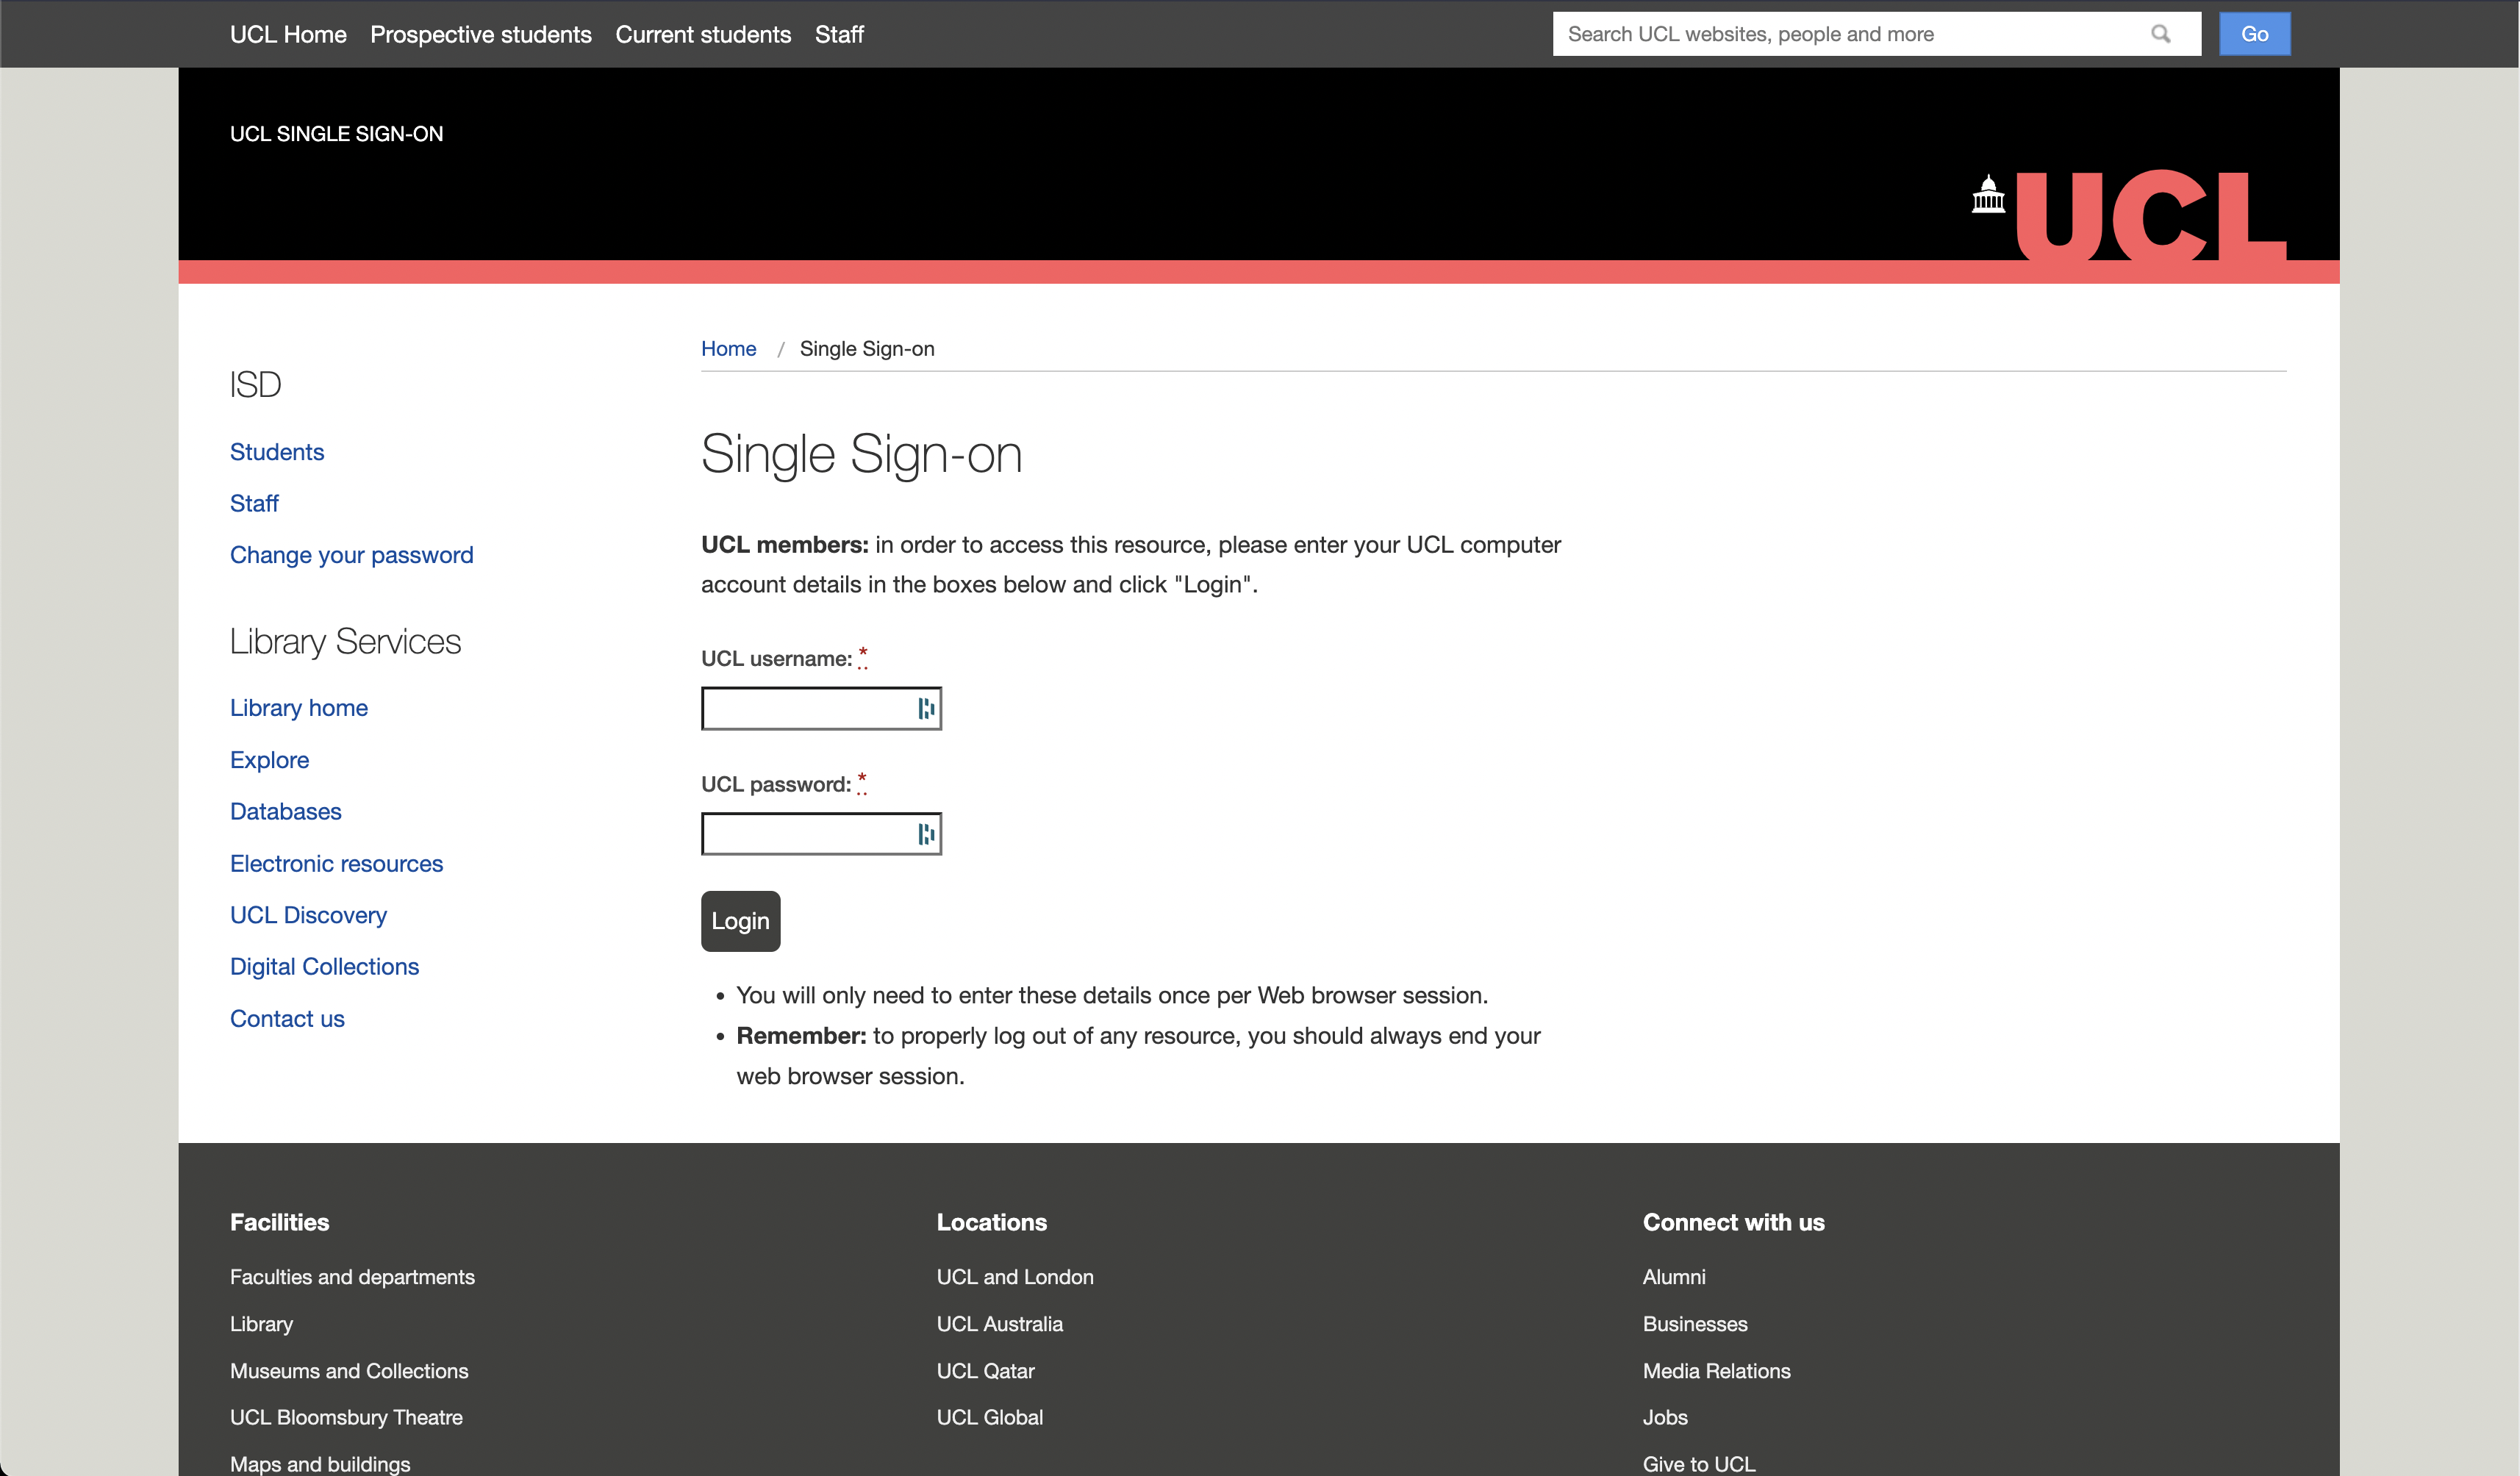 UCL Home Prospective students Current students Staff
Search UCL websites, people and more
Go
UCL SINGLE SIGN-ON
UCL
ISD
Students
Staff
Change your password
Library Services
Library home
Explore
Databases
Electronic resources
UCL Discovery
Digital Collections
Contact us
Home / Single Sign-on
Single Sign-on
UCL members: in order to access this resource, please enter your UCL computer
account details in the boxes below and click "Login".
UCL username: *
UCL password: *
Login
• You will only need to enter these details once per Web browser session.
• Remember: to properly log out of any resource, you should always end your
web browser session.
Facilities
Faculties and departments
Library
Museums and Collections
UCL Bloomsbury Theatre
Maps and buildings
Locations
UCL and London
UCL Australia
UCL Qatar
UCL Global
Connect with us
Alumni
Businesses
Media Relations
Jobs
Give to UCL